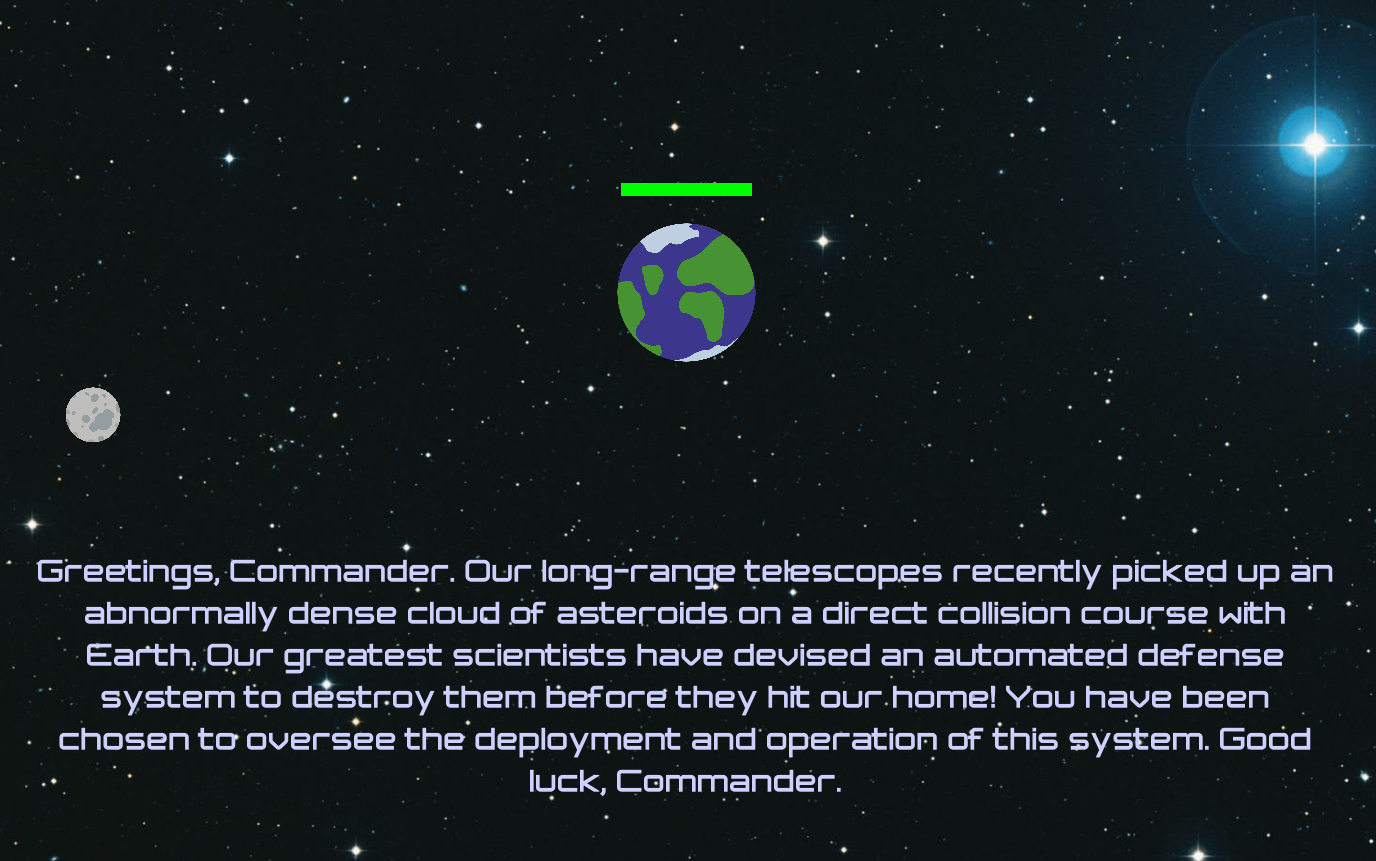 Greetings, Commander. Our long-range telescopes recently picked up an
abnormally dense cloud of asteroids on a direct collision course with
Earth. Our greatest scientists have devised an automated defense
system to destroy them before they hit our home! You have been
chosen to oversee the deployment and operation of this system. Good
luck, Commander.